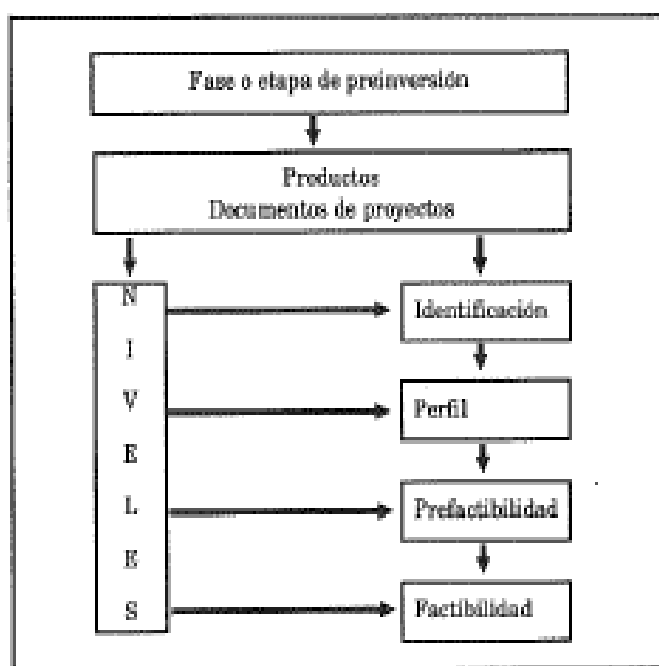 Fase o etapa de preinversión
Productos
Documentos de proyectos
N
I
V
E
L
E
S
Identificación
Perfil
Prefactibilidad
Factibilidad